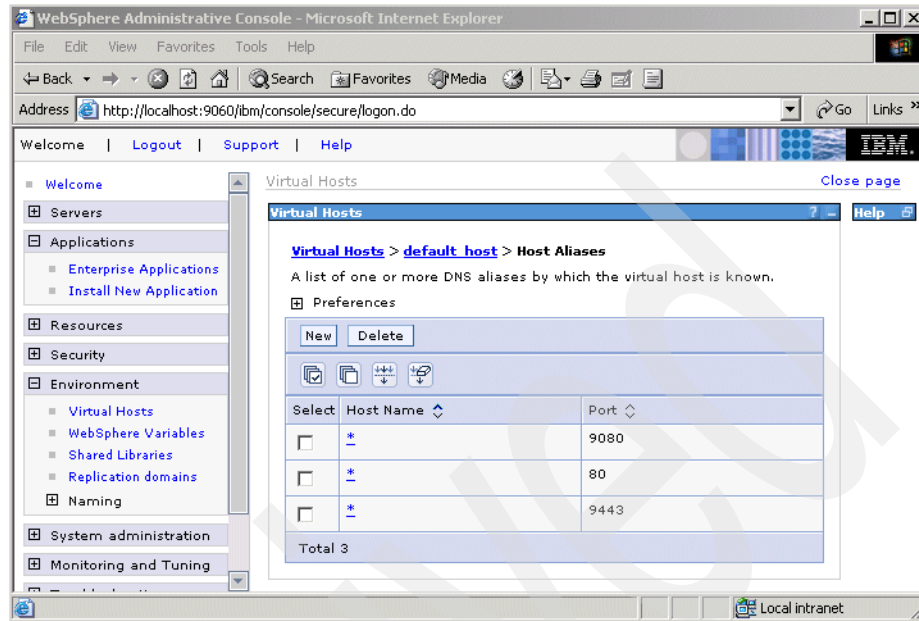 WebSphere Administrative Console - Microsoft Internet Explorer
File Edit View Favorites Tools Help
Back Search Favorites Media
Address http://localhost:9060/ibm/console/secure/logon.do Go Links »
Welcome | Logout | Support | Help IBM.
Welcome
Servers
Applications
Enterprise Applications
Install New Application
Resources
Security
Environment
Virtual Hosts
WebSphere Variables
Shared Libraries
Replication domains
Naming
System administration
Monitoring and Tuning
Virtual Hosts Close page
Virtual Hosts ? - Help
Virtual Hosts > default_host > Host Aliases
A list of one or more DNS aliases by which the virtual host is known.
Preferences
New Delete
Select Host Name Port
* 9080
* 80
* 9443
Total 3
Local intranet